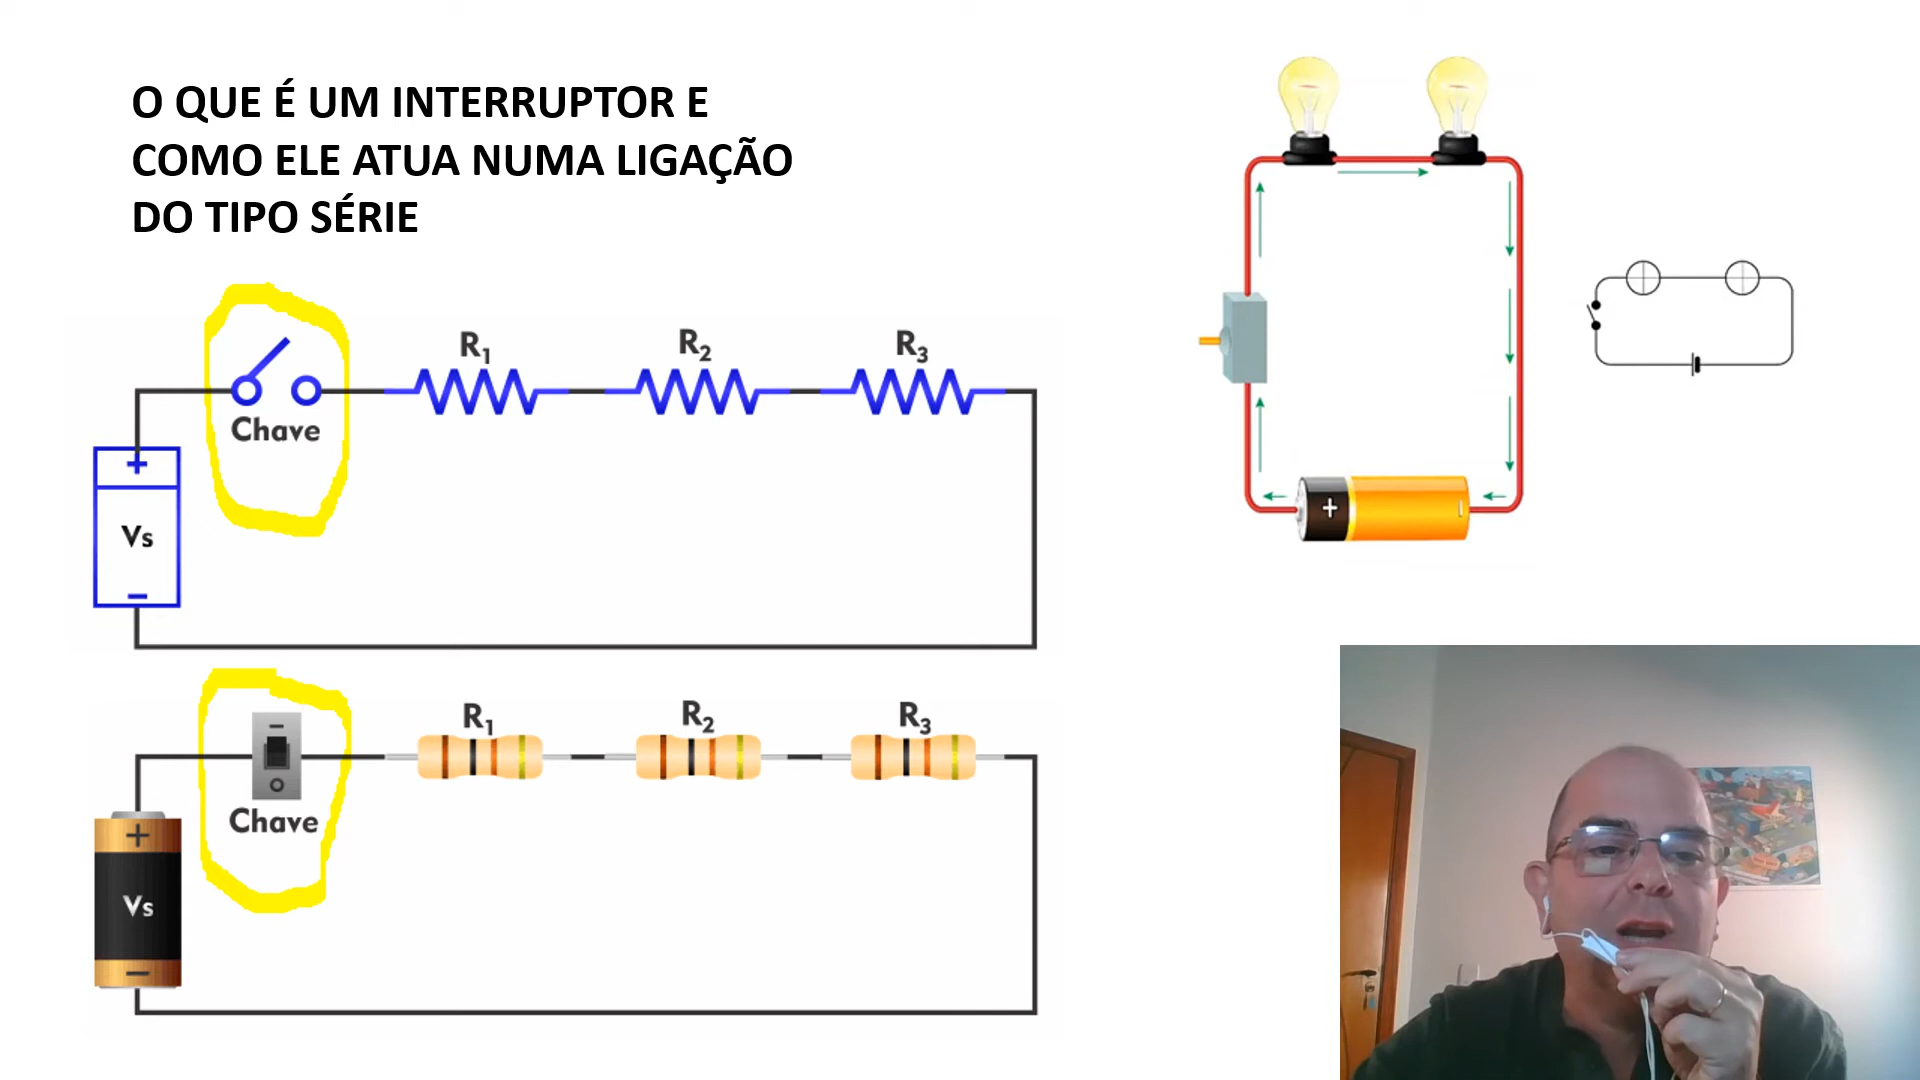 O QUE É UM INTERRUPTOR E
COMO ELE ATUA NUMA LIGAÇÃO
DO TIPO SÉRIE
R1
R2
R3
Chave
+
Vs
−
R1
R2
R3
Chave
+
Vs
−
+
−